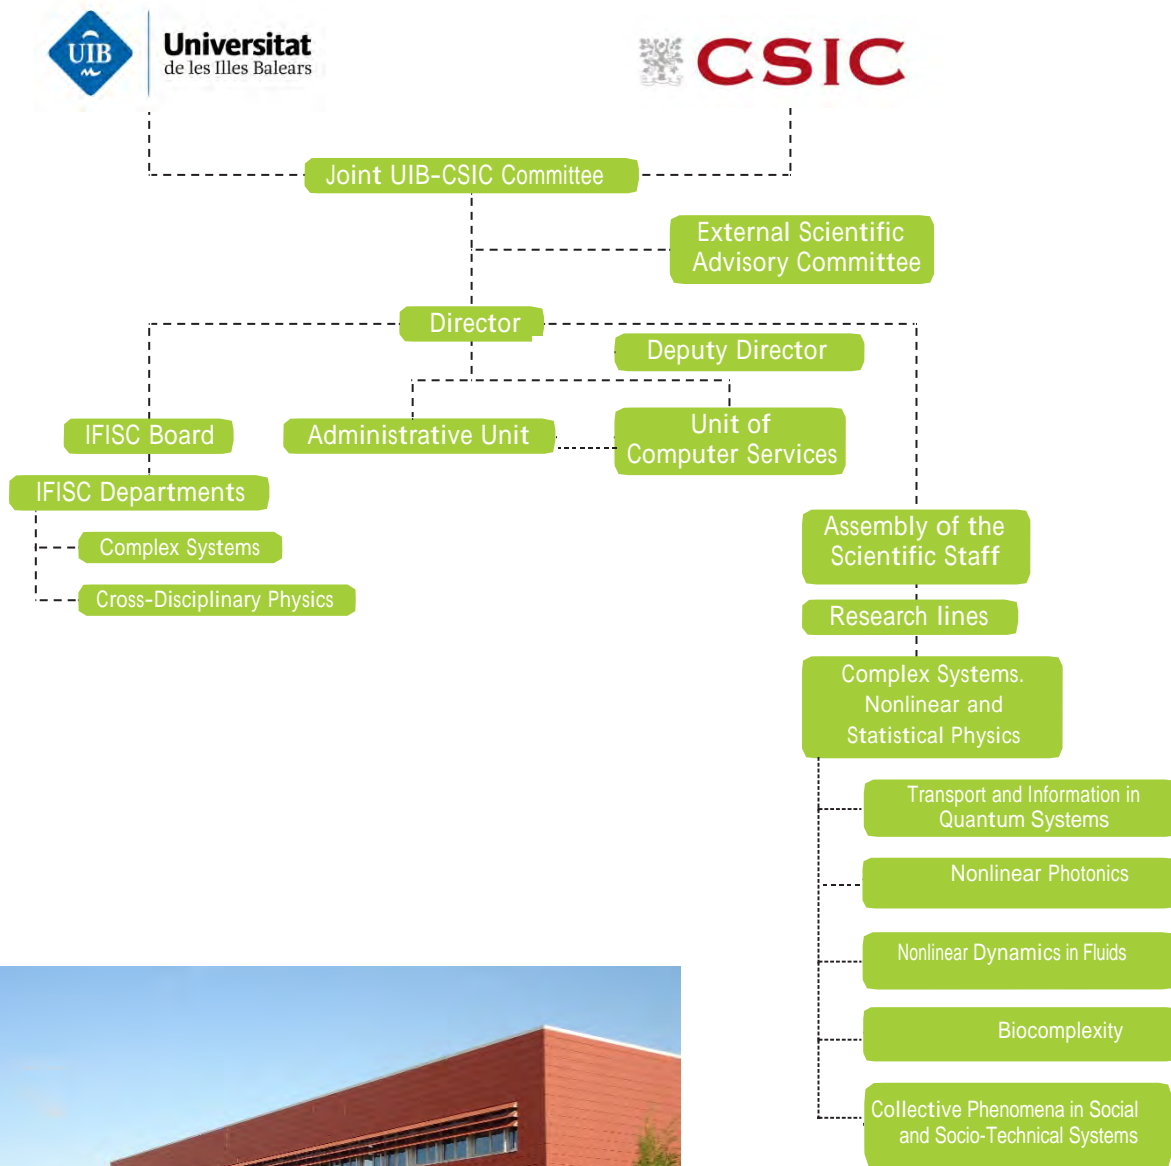 UIB
Universitat
de les Illes Balears
CSIC
Joint UIB-CSIC Committee
External Scientific
Advisory Committee
Director
Deputy Director
IFISC Board
Administrative Unit
Unit of
Computer Services
IFISC Departments
Complex Systems
Cross-Disciplinary Physics
Assembly of the
Scientific Staff
Research lines
Complex Systems.
Nonlinear and
Statistical Physics
Transport and Information in
Quantum Systems
Nonlinear Photonics
Nonlinear Dynamics in Fluids
Biocomplexity
Collective Phenomena in Social
and Socio-Technical Systems